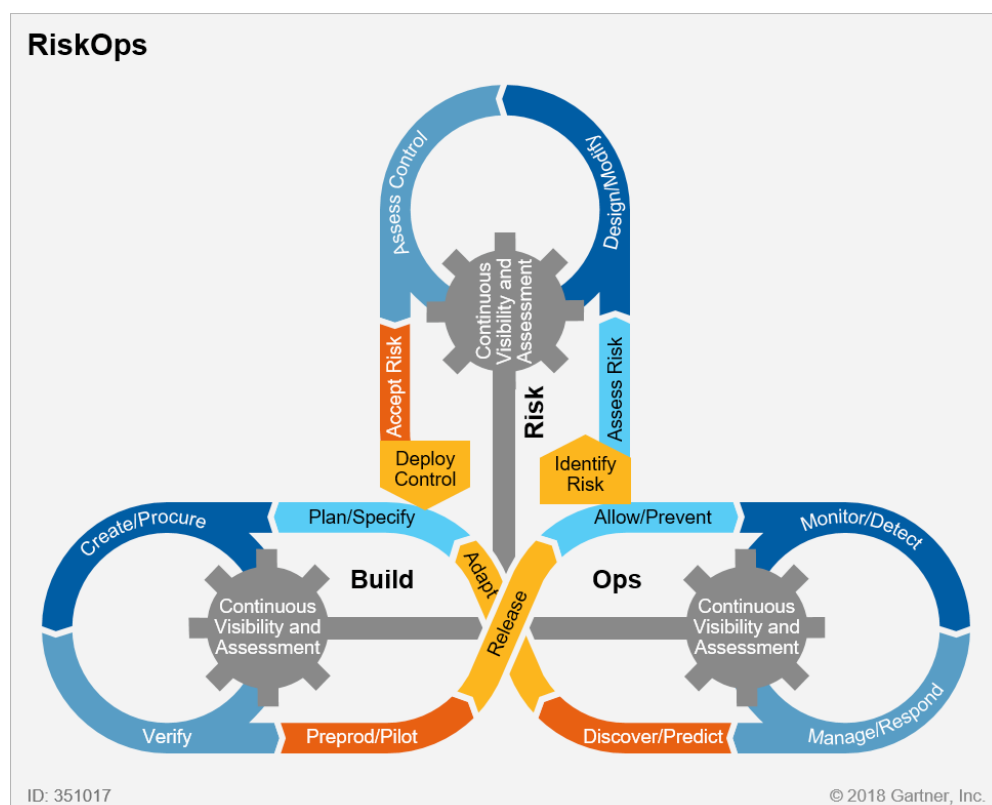 RiskOps
Assess Control
Design/Modify
Continuous
Visibility and
Assessment
Accept Risk
Risk
Assess Risk
Deploy
Control
Identify
Risk
Create/Procure
Plan/Specify
Adapt
Allow/Prevent
Monitor/Detect
Build
Ops
Continuous
Visibility and
Assessment
Release
Continuous
Visibility and
Assessment
Verify
Preprod/Pilot
Discover/Predict
Manage/Respond
ID: 351017
© 2018 Gartner, Inc.